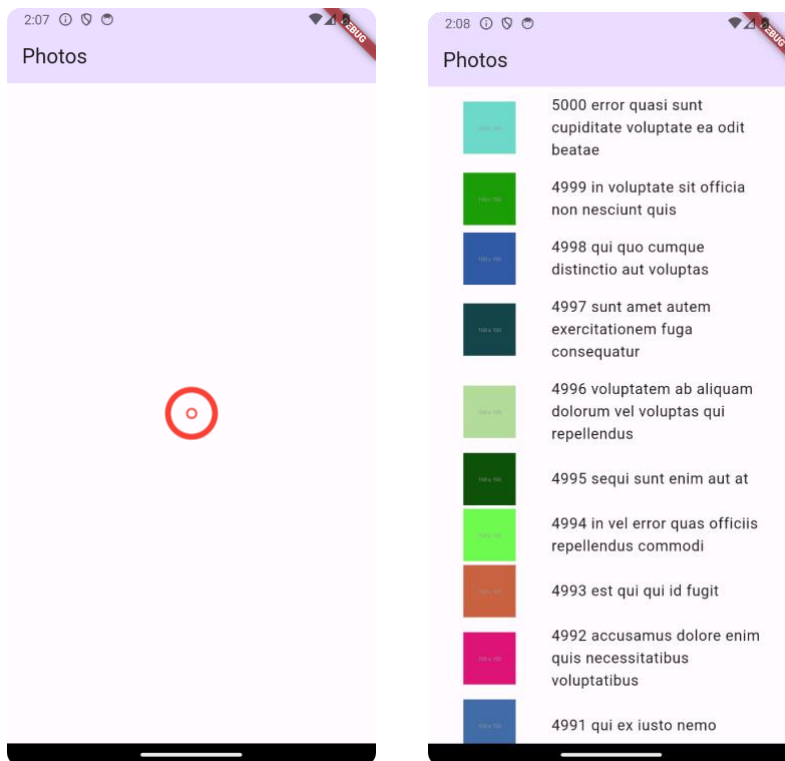 2:07
DEBUG
Photos
2:08
DEBUG
Photos
5000 error quasi sunt
cupiditate voluptate ea odit
beatae
4999 in voluptate sit officia
non nesciunt quis
4998 qui quo cumque
distinctio aut voluptas
4997 sunt amet autem
exercitationem fuga
consequatur
4996 voluptatem ab aliquam
dolorum vel voluptas qui
repellendus
4995 sequi sunt enim aut at
4994 in vel error quas officiis
repellendus commodi
4993 est qui qui id fugit
4992 accusamus dolore enim
quis necessitatibus
voluptatibus
4991 qui ex iusto nemo